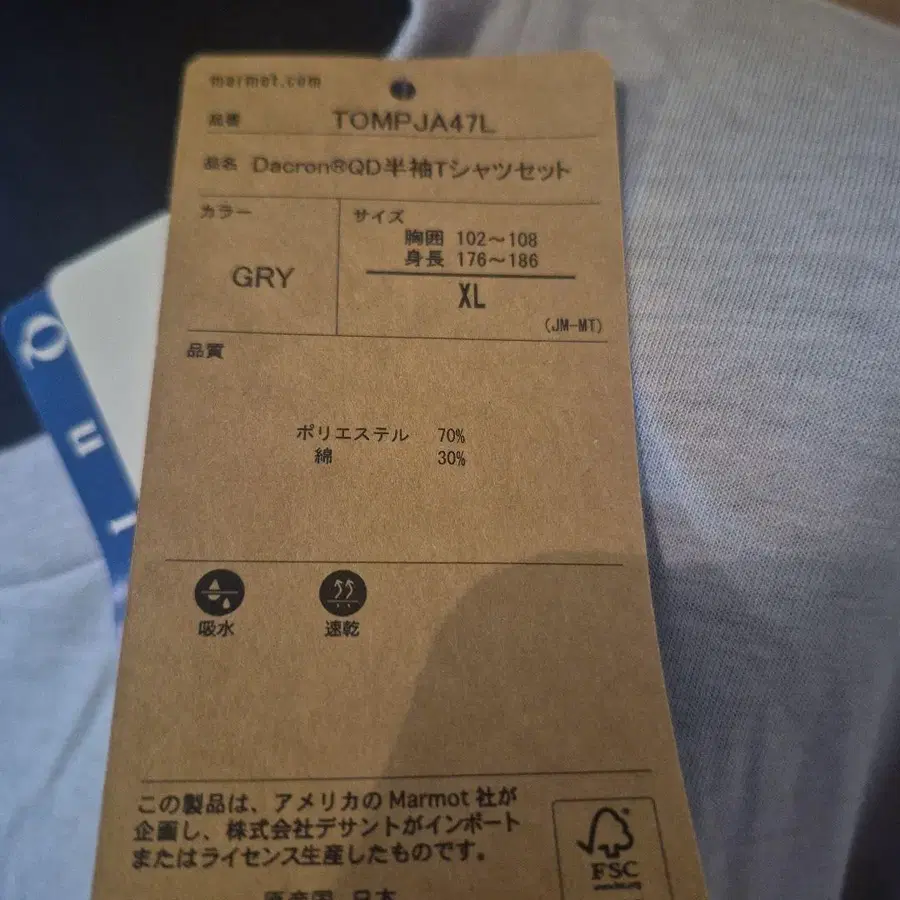 marmot.com
品番 TOMPJA47L
品名 Dacron®QD半袖Tシャツセット
カラー
GRY
サイズ
胸囲 102～108
身長 176～186
XL
(JM-MT)
品質
ポリエステル 70%
綿 30%
吸水
速乾
この製品は、アメリカのMarmot社が
企画し、株式会社デサントがインポート
またはライセンス生産したものです。
FSC
原産国 日本
Q u